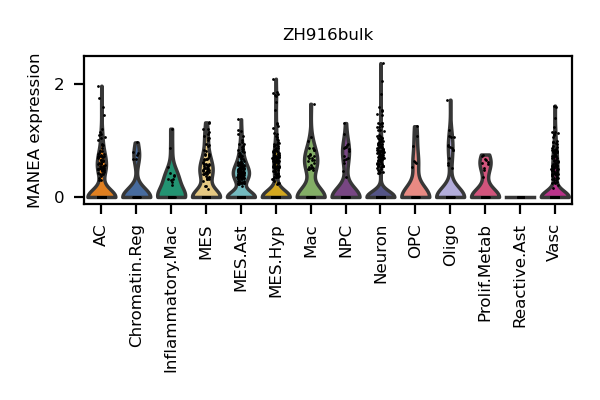 ZH916bulk
MANEA expression
2
0
AC
Chromatin.Reg
Inflammatory.Mac
MES
MES.Ast
MES.Hyp
Mac
NPC
Neuron
OPC
Oligo
Prolif.Metab
Reactive.Ast
Vasc